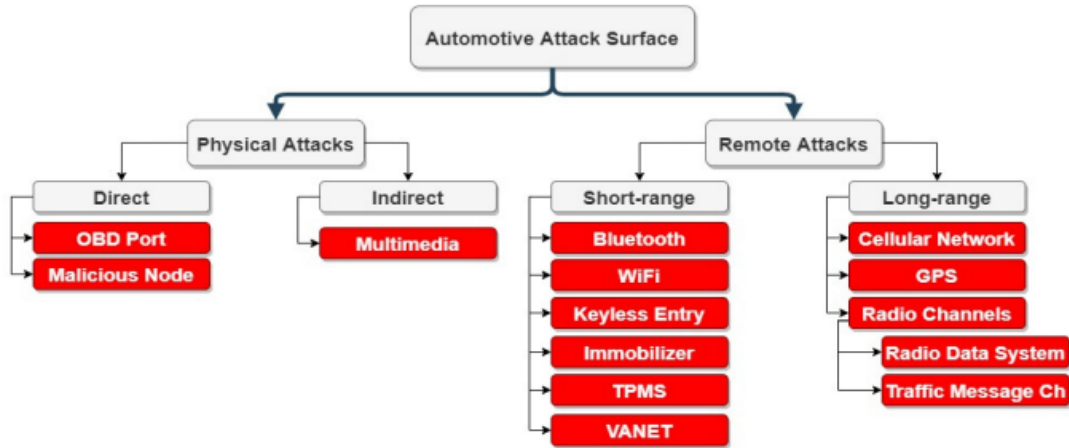 Automotive Attack Surface
Physical Attacks
Remote Attacks
Direct
Indirect
Short-range
Long-range
OBD Port
Malicious Node
Multimedia
Bluetooth
WiFi
Keyless Entry
Immobilizer
TPMS
VANET
Cellular Network
GPS
Radio Channels
Radio Data System
Traffic Message Ch